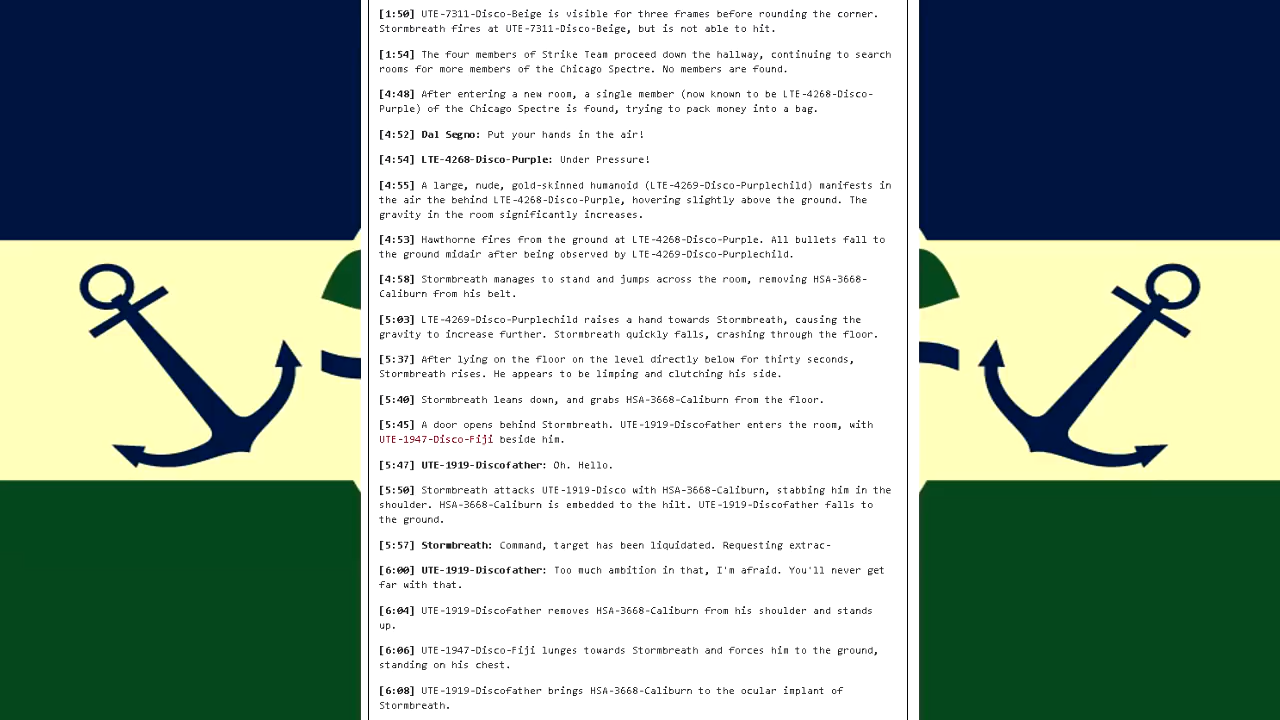 [1:50] UTE-7311-Disco-Beige is visible for three frames before rounding the corner.
Stormbreath fires at UTE-7311-Disco-Beige, but is not able to hit.
[1:54] The four members of Strike Team proceed down the hallway, continuing to search
rooms for more members of the Chicago Spectre. No members are found.
[4:48] After entering a new room, a single member (now known to be LTE-4268-Disco-
Purple) of the Chicago Spectre is found, trying to pack money into a bag.
[4:52] Dal Segno: Put your hands in the air!
[4:54] LTE-4268-Disco-Purple: Under Pressure!
[4:55] A large, nude, gold-skinned humanoid (LTE-4269-Disco-Purplechild) manifests in
the air the behind LTE-4268-Disco-Purple, hovering slightly above the ground. The
gravity in the room significantly increases.
[4:53] Hawthorne fires from the ground at LTE-4268-Disco-Purple. All bullets fall to
the ground midair after being observed by LTE-4269-Disco-Purplechild.
[4:58] Stormbreath manages to stand and jumps across the room, removing HSA-3668-
Caliburn from his belt.
[5:03] LTE-4269-Disco-Purplechild raises a hand towards Stormbreath, causing the
gravity to increase further. Stormbreath quickly falls, crashing through the floor.
[5:37] After lying on the floor on the level directly below for thirty seconds,
Stormbreath rises. He appears to be limping and clutching his side.
[5:40] Stormbreath leans down, and grabs HSA-3668-Caliburn from the floor.
[5:45] A door opens behind Stormbreath. UTE-1919-Discofather enters the room, with
UTE-1947-Disco-Fiji beside him.
[5:47] UTE-1919-Discofather: Oh. Hello.
[5:50] Stormbreath attacks UTE-1919-Disco with HSA-3668-Caliburn, stabbing him in the
shoulder. HSA-3668-Caliburn is embedded to the hilt. UTE-1919-Discofather falls to
the ground.
[5:57] Stormbreath: Command, target has been liquidated. Requesting extrac-
[6:00] UTE-1919-Discofather: Too much ambition in that, I'm afraid. You'll never get
far with that.
[6:04] UTE-1919-Discofather removes HSA-3668-Caliburn from his shoulder and stands
up.
[6:06] UTE-1947-Disco-Fiji lunges towards Stormbreath and forces him to the ground,
standing on his chest.
[6:08] UTE-1919-Discofather brings HSA-3668-Caliburn to the ocular implant of
Stormbreath.